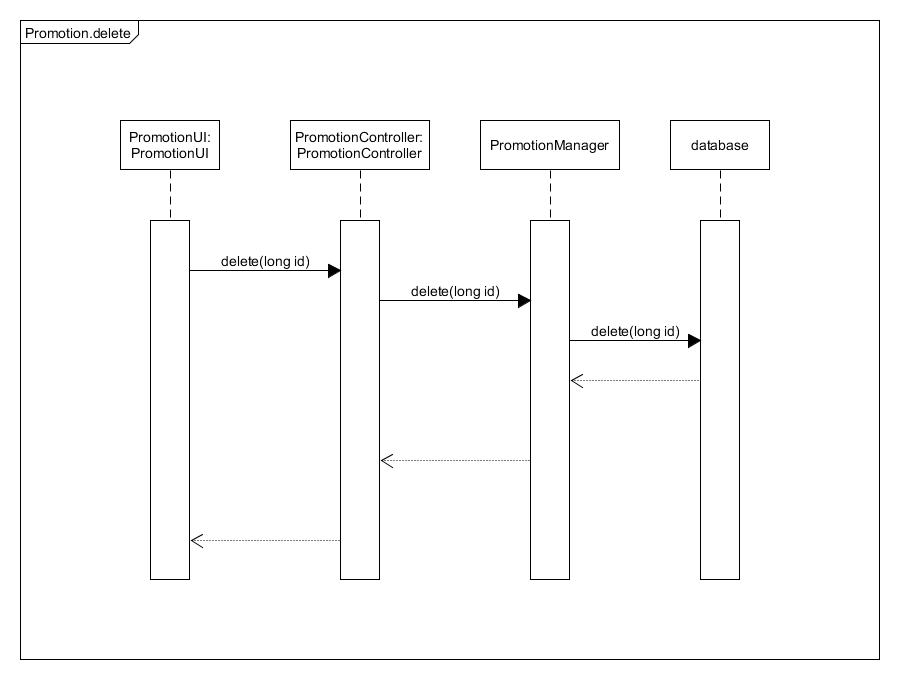 Promotion.delete
PromotionUI:
PromotionUI
PromotionController:
PromotionController
PromotionManager
database
delete(long id)
delete(long id)
delete(long id)